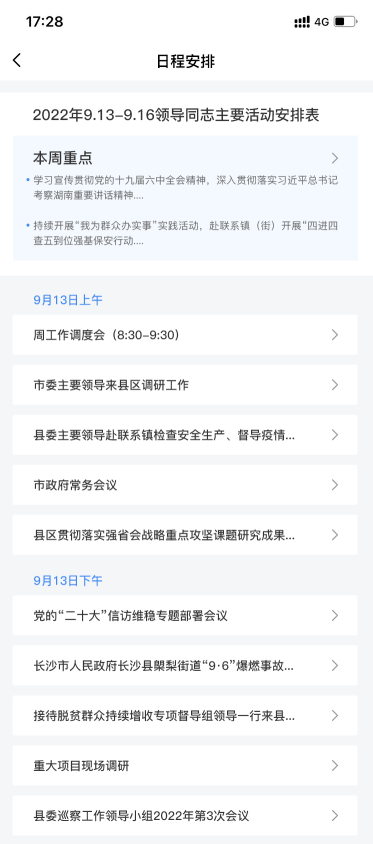 17:28
4G
日程安排
2022年9.13-9.16领导同志主要活动安排表
本周重点
学习宣传贯彻党的十九届六中全会精神，深入贯彻落实习近平总书记
考察湖南重要讲话精神....
持续开展“我为群众办实事”实践活动，赴联系镇（街）开展“四进四
查五到位强基保安行动....
9月13日上午
周工作调度会（8:30-9:30）
市委主要领导来县区调研工作
县委主要领导赴联系镇检查安全生产、督导疫情...
市政府常务会议
县区贯彻落实强省会战略重点攻坚课题研究成果...
9月13日下午
党的“二十大”信访维稳专题部署会议
长沙市人民政府长沙县㮾梨街道“9·6”爆燃事故...
接待脱贫群众持续增收专项督导组领导一行来县...
重大项目现场调研
县委巡察工作领导小组2022年第3次会议